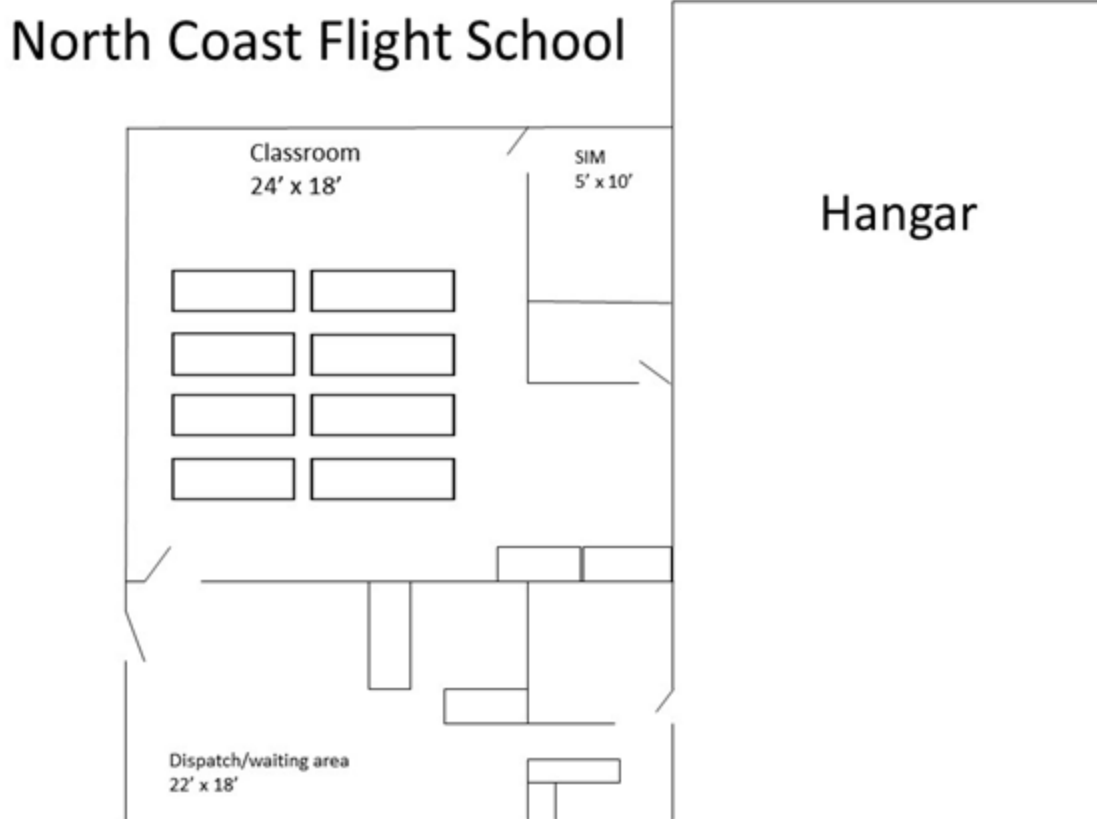 North Coast Flight School
Classroom
24’ x 18’
SIM
5’ x 10’
Hangar
Dispatch/waiting area
22’ x 18’